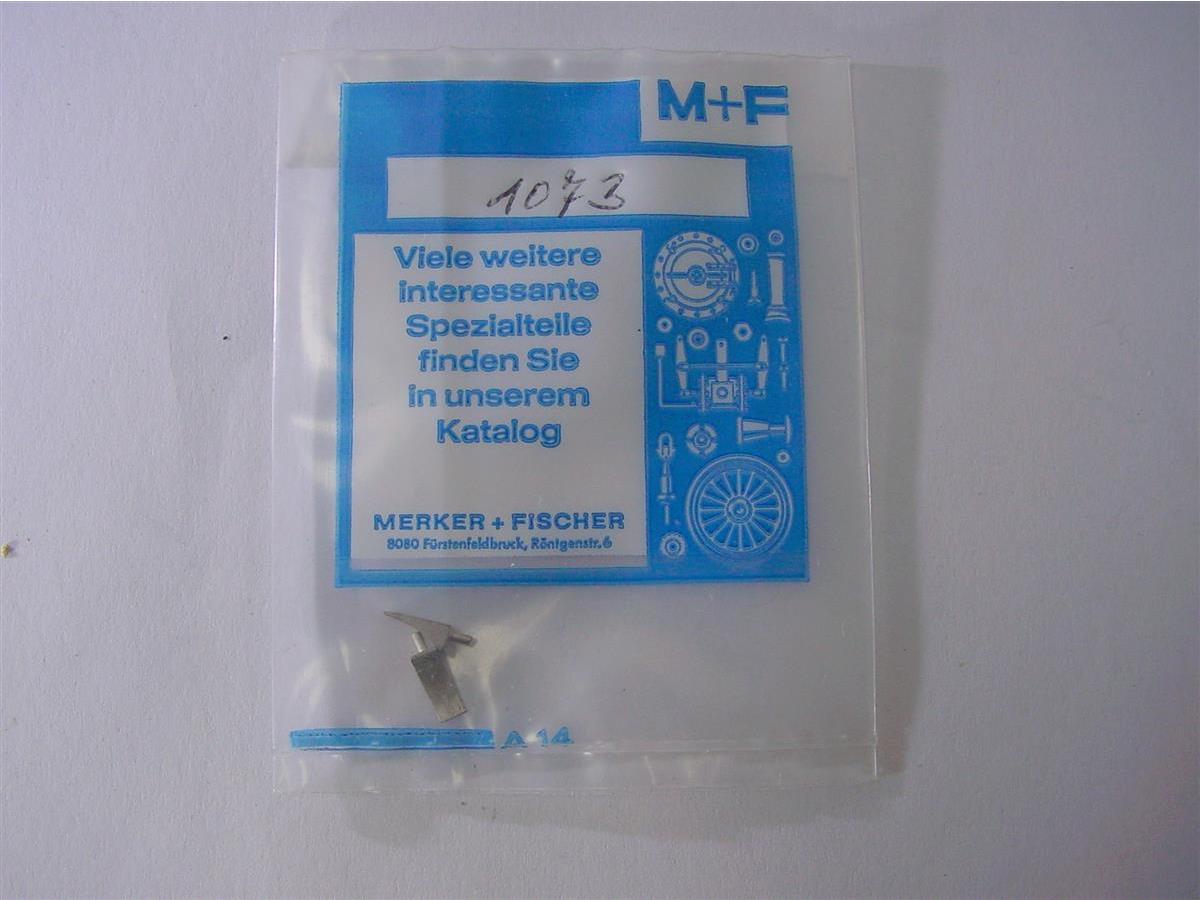 M+F
1073
Viele weitere
interessante
Spezialteile
finden Sie
in unserem
Katalog
MERKER + FISCHER
8080 Fürstenfeldbruck, Röntgenstr. 6
A 14